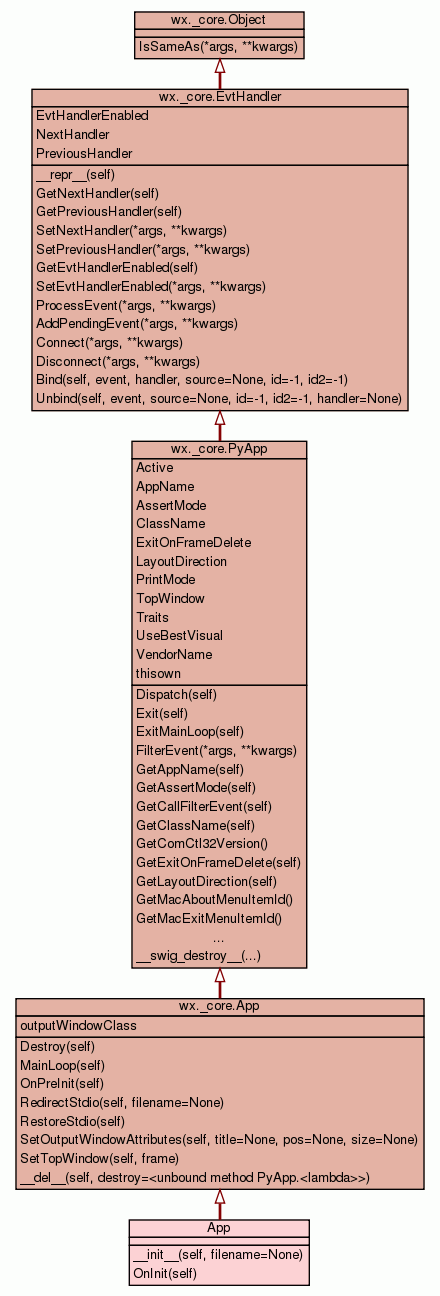 wx._core.Object
IsSameAs(*args, **kwargs)
wx._core.EvtHandler
EvtHandlerEnabled
NextHandler
PreviousHandler
__repr__(self)
GetNextHandler(self)
GetPreviousHandler(self)
SetNextHandler(*args, **kwargs)
SetPreviousHandler(*args, **kwargs)
GetEvtHandlerEnabled(self)
SetEvtHandlerEnabled(*args, **kwargs)
ProcessEvent(*args, **kwargs)
AddPendingEvent(*args, **kwargs)
Connect(*args, **kwargs)
Disconnect(*args, **kwargs)
Bind(self, event, handler, source=None, id=-1, id2=-1)
Unbind(self, event, source=None, id=-1, id2=-1, handler=None)
wx._core.PyApp
Active
AppName
AssertMode
ClassName
ExitOnFrameDelete
LayoutDirection
PrintMode
TopWindow
Traits
UseBestVisual
VendorName
thisown
Dispatch(self)
Exit(self)
ExitMainLoop(self)
FilterEvent(*args, **kwargs)
GetAppName(self)
GetAssertMode(self)
GetCallFilterEvent(self)
GetClassName(self)
GetComCtl32Version()
GetExitOnFrameDelete(self)
GetLayoutDirection(self)
GetMacAboutMenuItemId()
GetMacExitMenuItemId()
...
__swig_destroy__(...)
wx._core.App
outputWindowClass
Destroy(self)
MainLoop(self)
OnPreInit(self)
RedirectStdio(self, filename=None)
RestoreStdio(self)
SetOutputWindowAttributes(self, title=None, pos=None, size=None)
SetTopWindow(self, frame)
__del__(self, destroy=<unbound method PyApp.<lambda>>)
App
__init__(self, filename=None)
OnInit(self)